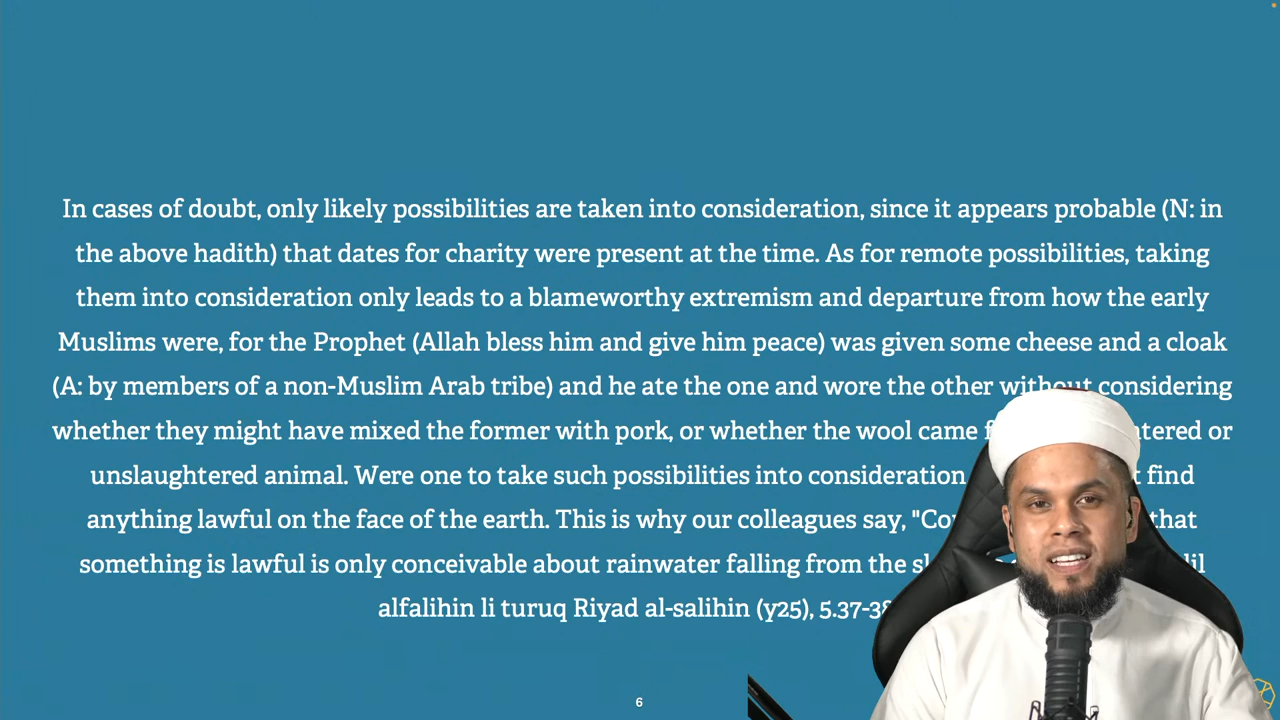 In cases of doubt, only likely possibilities are taken into consideration, since it appears probable (N: in
the above hadith) that dates for charity were present at the time. As for remote possibilities, taking
them into consideration only leads to a blameworthy extremism and departure from how the early
Muslims were, for the Prophet (Allah bless him and give him peace) was given some cheese and a cloak
(A: by members of a non-Muslim Arab tribe) and he ate the one and wore the other without considering
whether they might have mixed the former with pork, or whether the wool came or
unslaughtered animal. Were one to take such possibilities into consideration find
anything lawful on the face of the earth. This is why our colleagues say, that
something is lawful is only conceivable about rainwater falling from the
alfalihin li turuq Riyad al-salihin (y25),
6